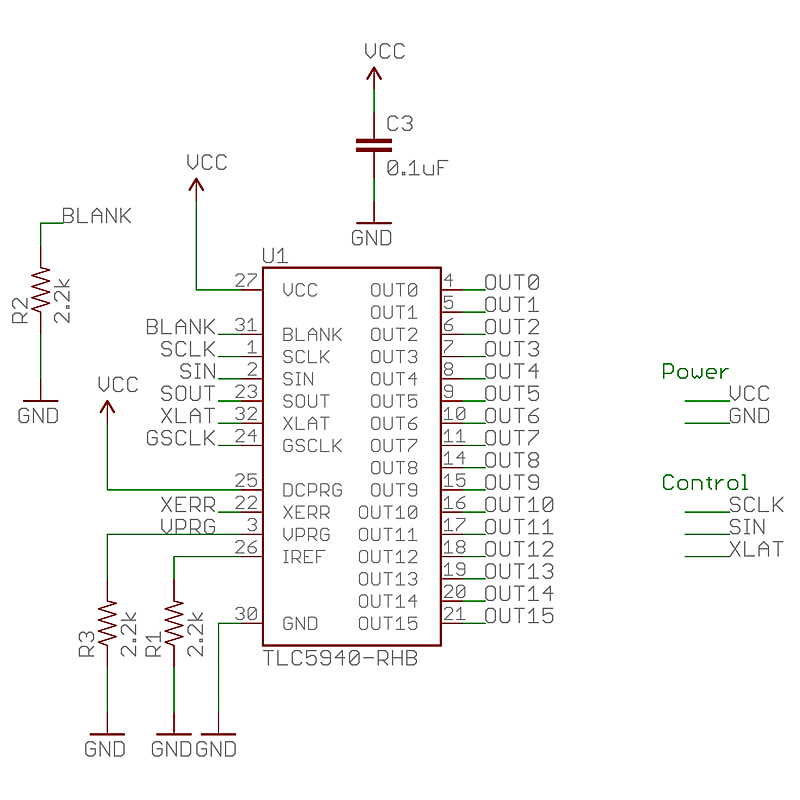 VCC
C3
0.1uF
GND
VCC
BLANK
R2
2.2k
GND
U1
27 VCC OUT0 4 OUT0
OUT1 5 OUT1
BLANK 31 BLANK OUT2 6 OUT2
SCLK 1 SCLK OUT3 7 OUT3
SIN 2 SIN OUT4 8 OUT4
SOUT 23 SOUT OUT5 9 OUT5
XLAT 32 XLAT OUT6 10 OUT6
GSCLK 24 GSCLK OUT7 11 OUT7
OUT8 14 OUT8
VCC
25 DCPRG OUT9 15 OUT9
XERR 22 XERR OUT10 16 OUT10
VPRG 3 VPRG OUT11 17 OUT11
26 IREF OUT12 18 OUT12
OUT13 19 OUT13
OUT14 20 OUT14
30 GND OUT15 21 OUT15
TLC5940-RHB
R3
2.2k
R1
2.2k
GND GND GND
Power
VCC
GND
Control
SCLK
SIN
XLAT